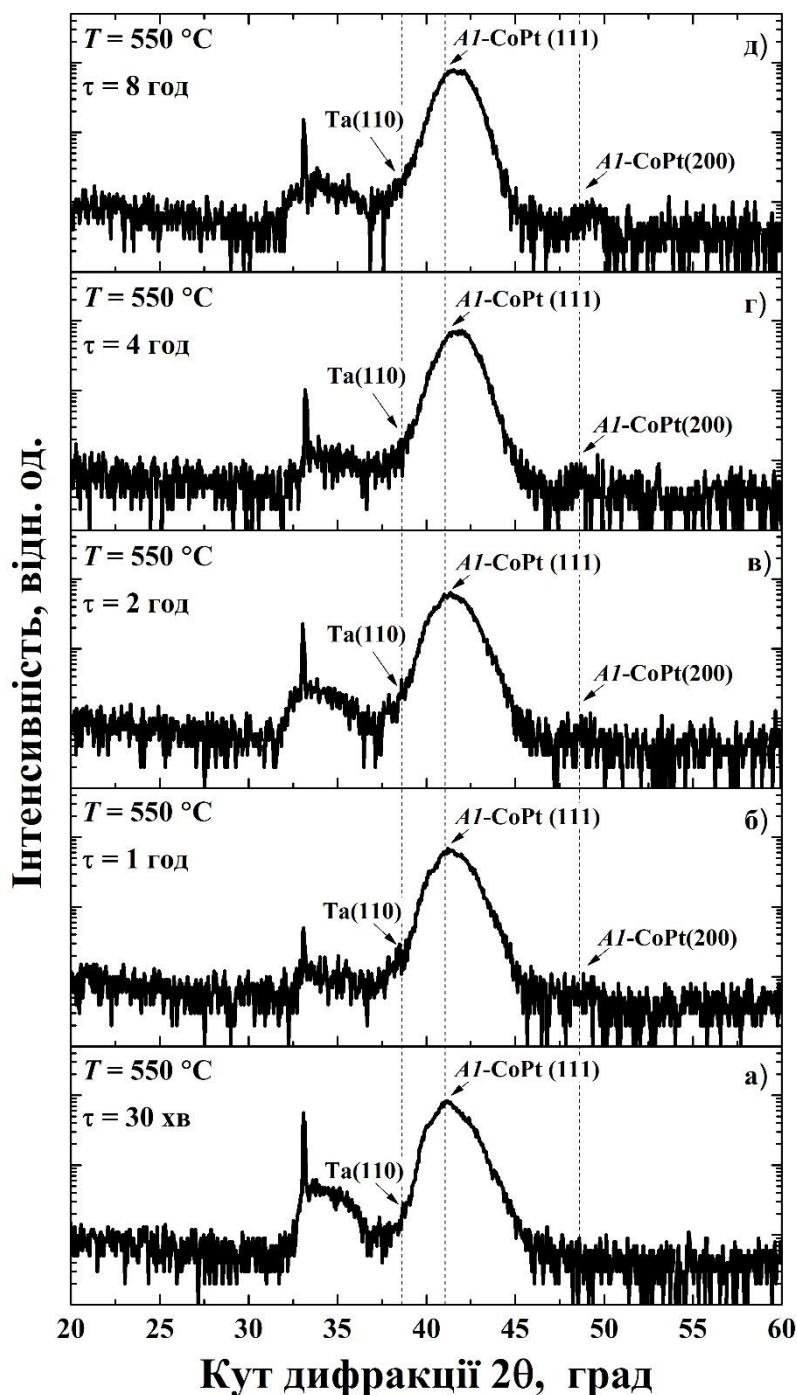 T = 550 °C
τ = 8 год
A1-CoPt (111)
д)
Ta(110)
A1-CoPt(200)
T = 550 °C
τ = 4 год
A1-CoPt (111)
г)
Ta(110)
A1-CoPt(200)
T = 550 °C
τ = 2 год
A1-CoPt (111)
в)
Ta(110)
A1-CoPt(200)
T = 550 °C
τ = 1 год
A1-CoPt (111)
б)
Ta(110)
A1-CoPt(200)
T = 550 °C
τ = 30 хв
A1-CoPt (111)
а)
Ta(110)
Інтенсивність, відн. од.
20 25 30 35 40 45 50 55 60
Кут дифракції 2θ, град